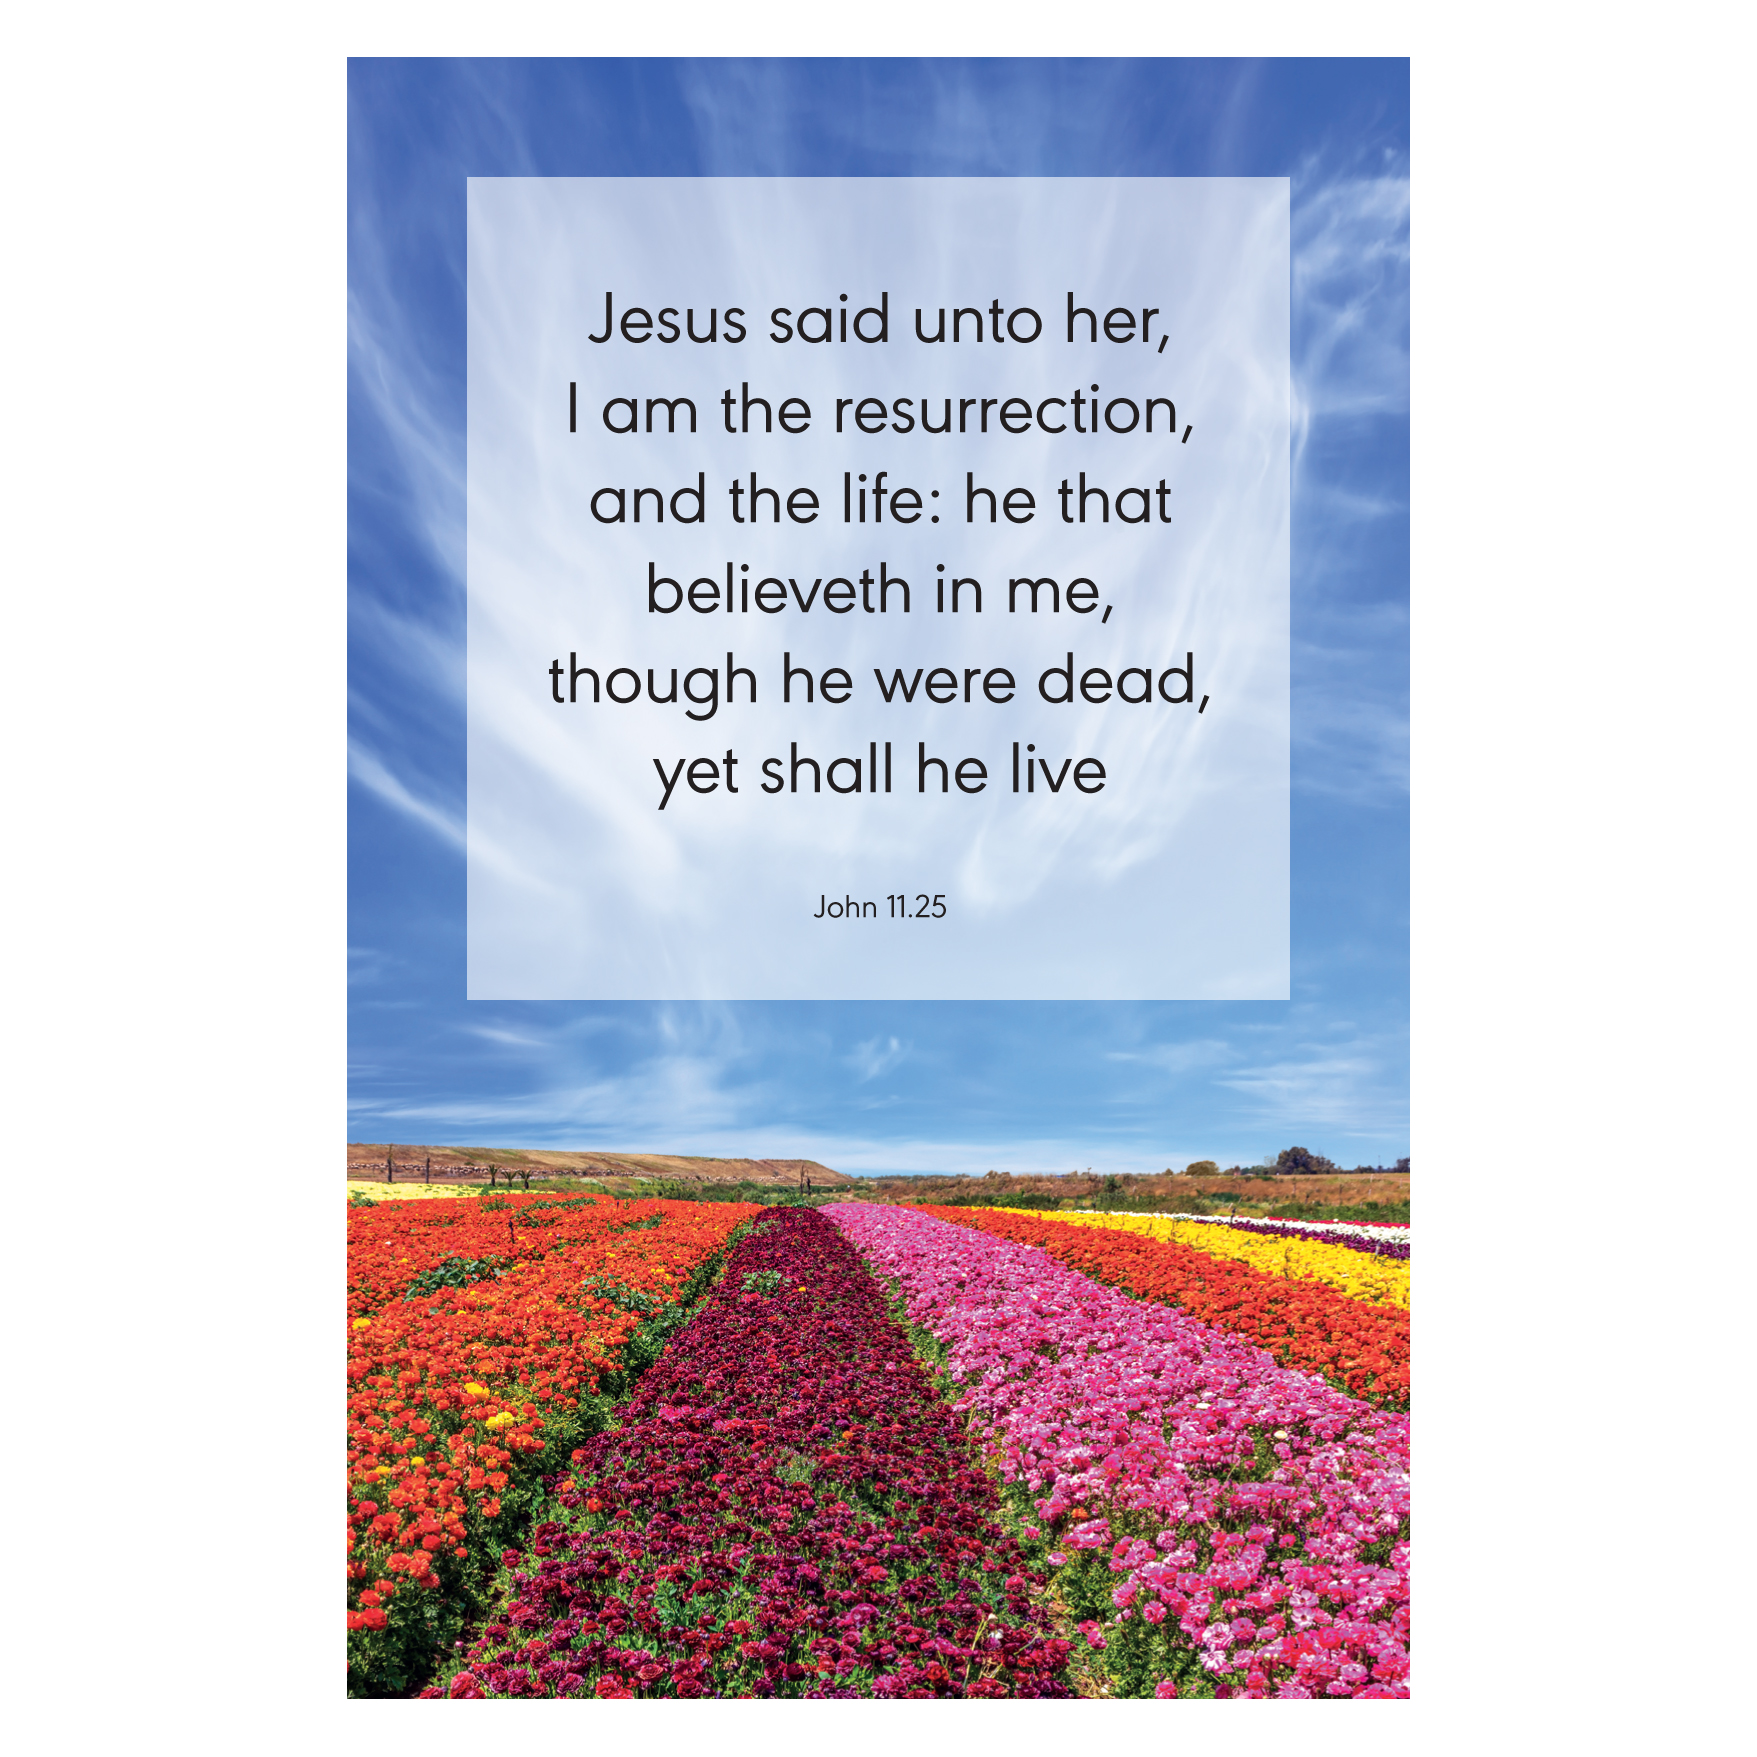 Jesus said unto her,
I am the resurrection,
and the life: he that
believeth in me,
though he were dead,
yet shall he live
John 11.25